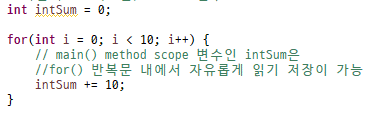 int intSum = 0;
for(int i = 0; i < 10; i++) {
// main() method scope 변수인 intSum은
//for() 반복문 내에서 자유롭게 읽기 저장이 가능
intSum += 10;
}